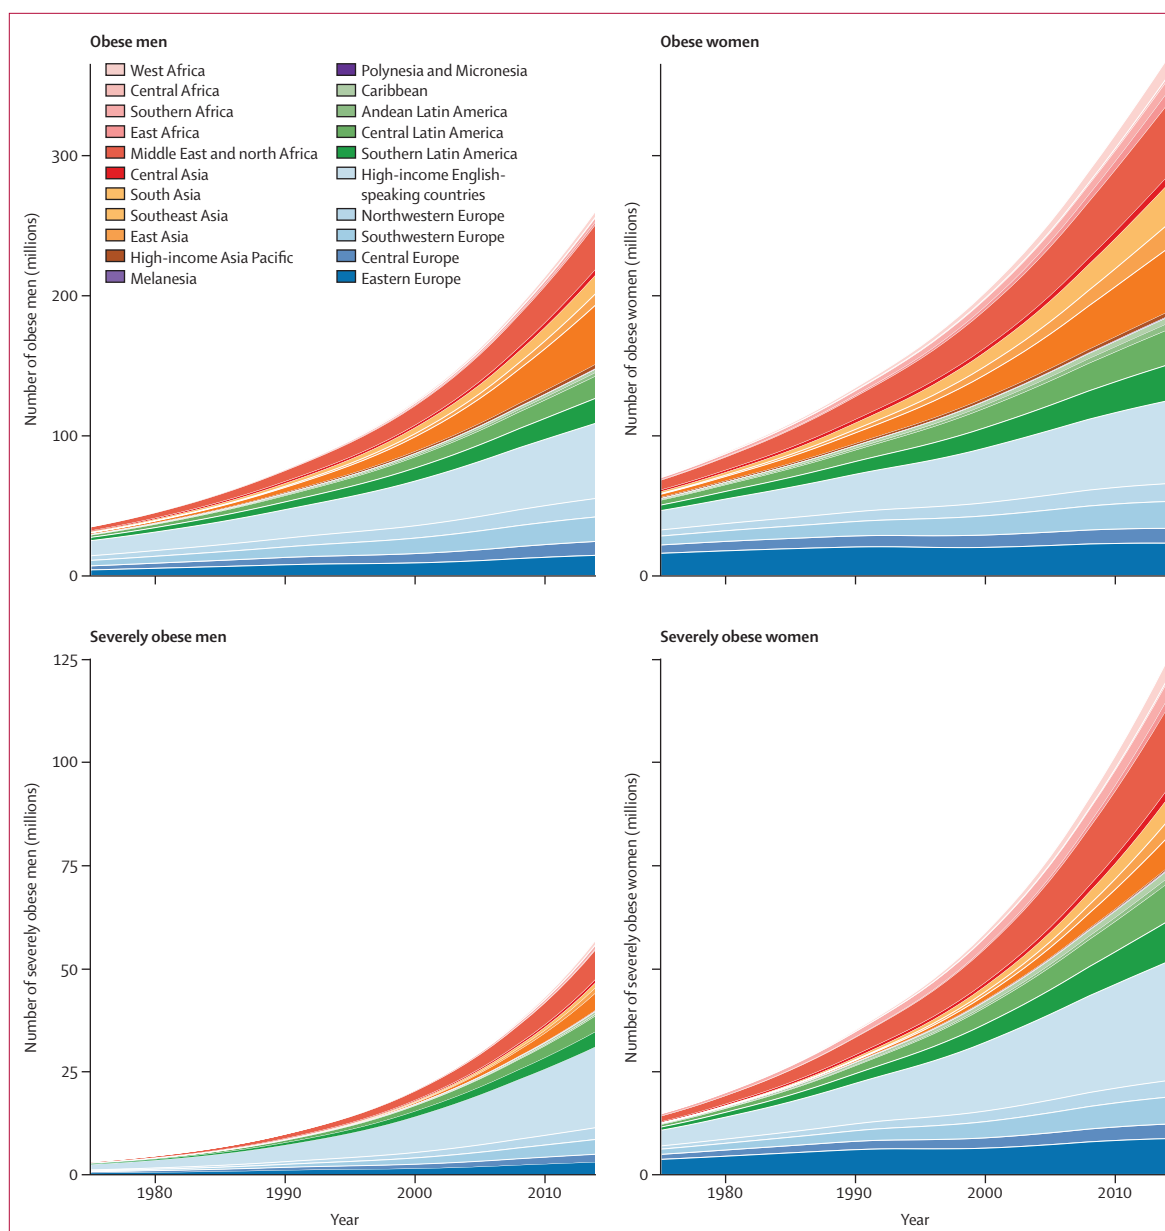 Obese men
Obese women
West Africa
Central Africa
Southern Africa
East Africa
Middle East and north Africa
Central Asia
South Asia
Southeast Asia
East Asia
High-income Asia Pacific
Melanesia
Polynesia and Micronesia
Caribbean
Andean Latin America
Central Latin America
Southern Latin America
High-income English-
speaking countries
Northwestern Europe
Southwestern Europe
Central Europe
Eastern Europe
Number of obese men (millions)
300
200
100
0
Number of obese women (millions)
0
Severely obese men
Severely obese women
Number of severely obese men (millions)
125
100
75
50
25
0
1980
1990
2000
2010
Year
Number of severely obese women (millions)
0
1980
1990
2000
2010
Year